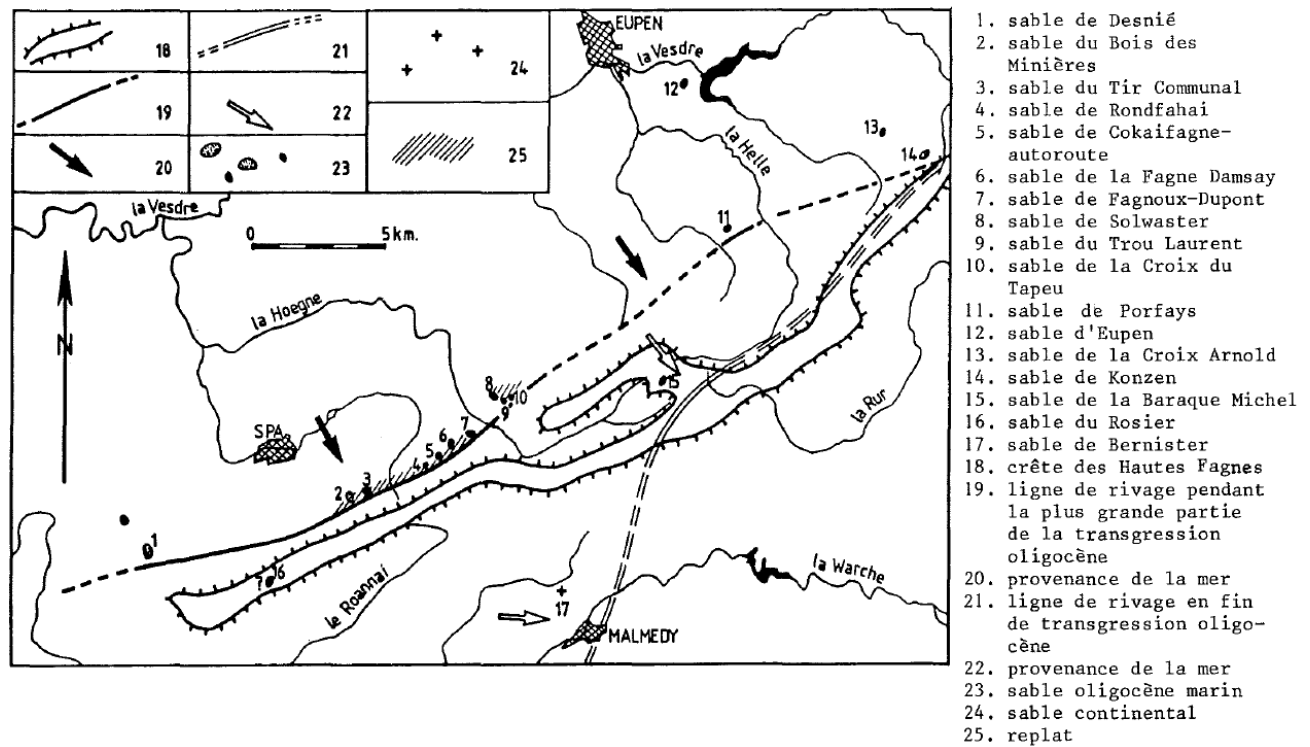 18
21
24
19
22
20
23
25
EUPEN
la Vesdre
12
13
la Helle
14
la Vesdre
0 5 km.
11
N
la Hoegne
8
10
9
15
la Rur
SPA
7
6
5
4
3
2
1
? 16
le Roannai
la Warche
17
MALMEDY
1. sable de Desnié
2. sable du Bois des
Minières
3. sable du Tir Communal
4. sable de Rondfahai
5. sable de Cokaifagne-
autoroute
6. sable de la Fagne Damsay
7. sable de Fagnoux-Dupont
8. sable de Solwaster
9. sable du Trou Laurent
10. sable de la Croix du
Tapeu
11. sable de Porfays
12. sable d'Eupen
13. sable de la Croix Arnold
14. sable de Konzen
15. sable de la Baraque Michel
16. sable du Rosier
17. sable de Bernister
18. crête des Hautes Fagnes
19. ligne de rivage pendant
la plus grande partie
de la transgression
oligocène
20. provenance de la mer
21. ligne de rivage en fin
de transgression oligo-
cène
22. provenance de la mer
23. sable oligocène marin
24. sable continental
25. replat